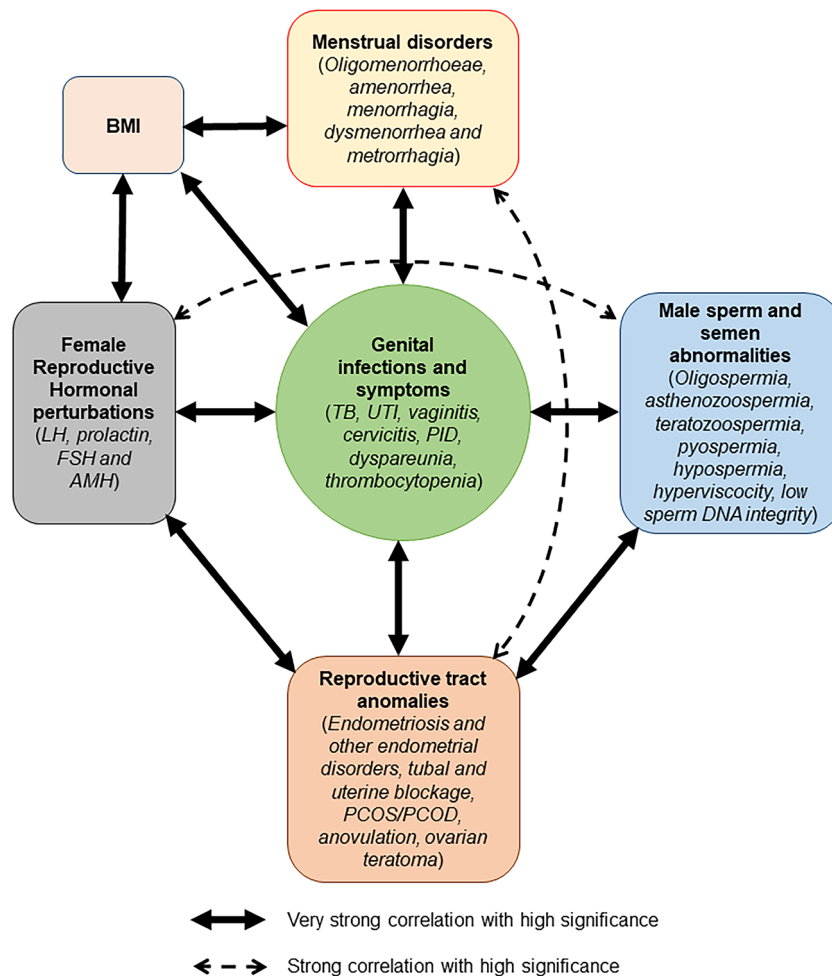 Menstrual disorders
(Oligomenorrhoeae,
amenorrhea,
menorrhagia,
dysmenorrhea and
metrorrhagia)
BMI
Female
Reproductive
Hormonal
perturbations
(LH, prolactin,
FSH and
AMH)
Genital
infections and
symptoms
(TB, UTI, vaginitis,
cervicitis, PID,
dyspareunia,
thrombocytopenia)
Male sperm and
semen
abnormalities
(Oligospermia,
asthenozoospermia,
teratozoospermia,
pyospermia,
hypospermia,
hyperviscocity, low
sperm DNA integrity)
Reproductive tract
anomalies
(Endometriosis and
other endometrial
disorders, tubal and
uterine blockage,
PCOS/PCOD,
anovulation, ovarian
teratoma)
Very strong correlation with high significance
Strong correlation with high significance